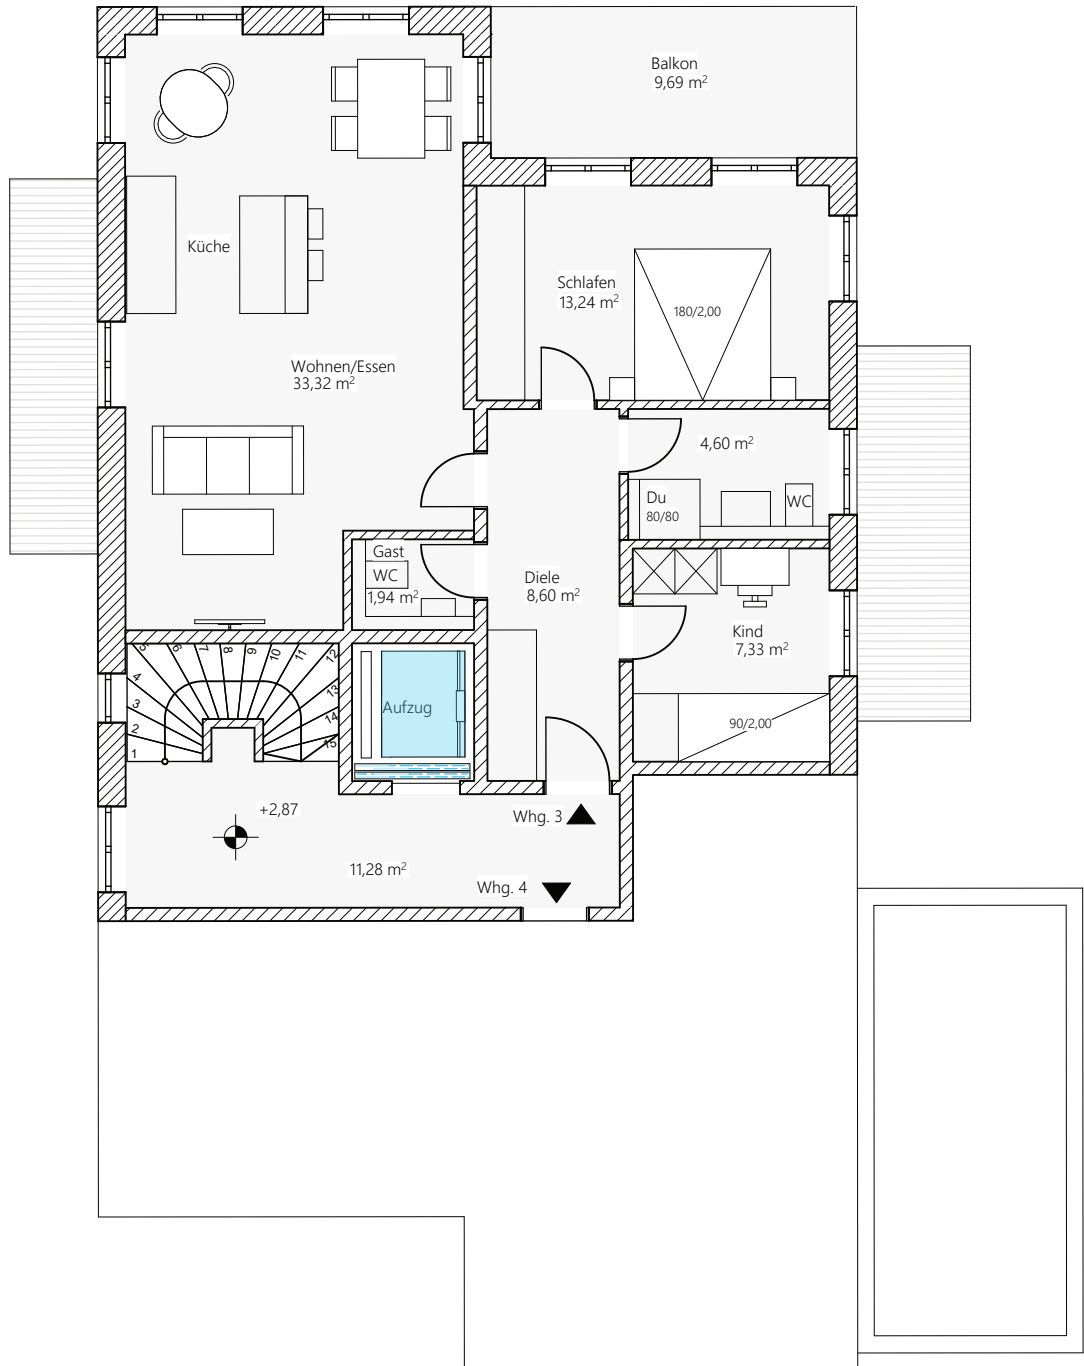 Balkon
9,69 m²
Küche
Schlafen
13,24 m²
180/2,00
Wohnen/Essen
33,32 m²
4,60 m²
Du
80/80
WC
Gast
WC
1,94 m²
Diele
8,60 m²
Kind
7,33 m²
90/2,00
Aufzug
1
2
3
4
5
6
7
8
9
10
11
12
13
14
15
+2,87
Whg. 3
11,28 m²
Whg. 4